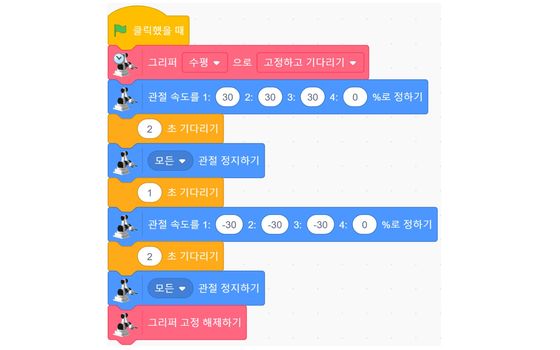 클릭했을 때
그리퍼 수평 으로 고정하고 기다리기
관절 속도를 1: 30 2: 30 3: 30 4: 0 %로 정하기
2 초 기다리기
모든 관절 정지하기
1 초 기다리기
관절 속도를 1: -30 2: -30 3: -30 4: 0 %로 정하기
2 초 기다리기
모든 관절 정지하기
그리퍼 고정 해제하기